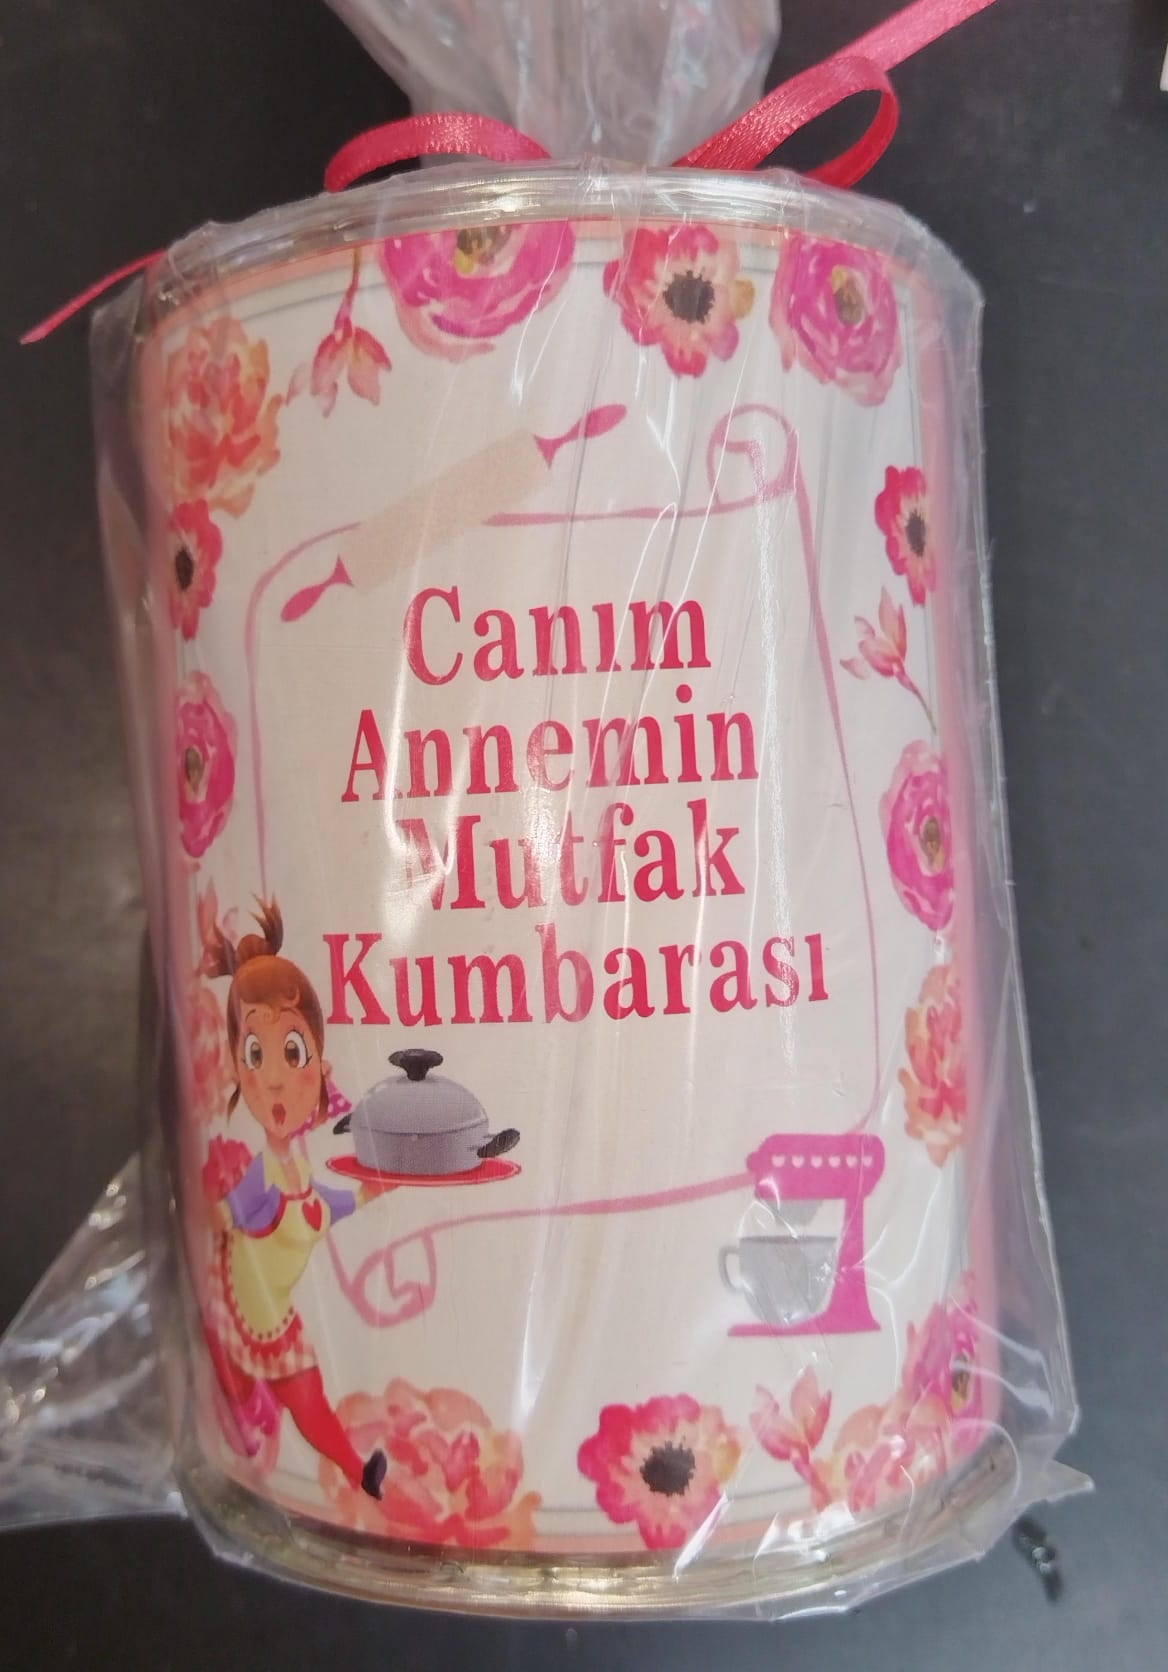 Canım
Annemin
Mutfak
Kumbarası